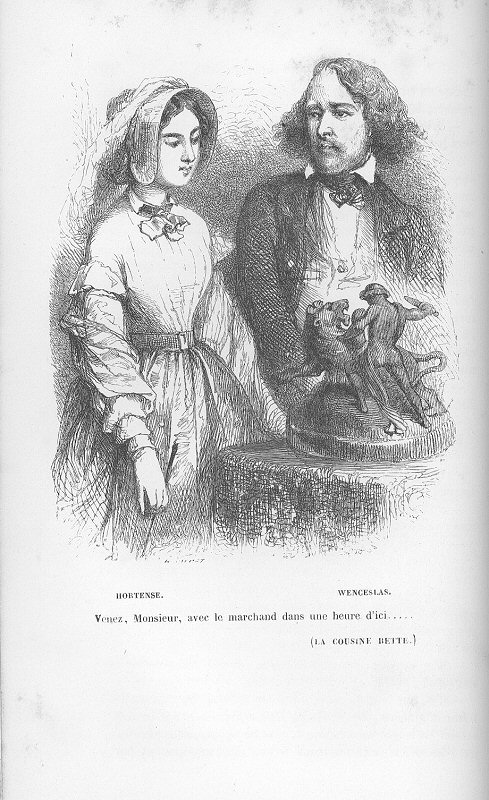 HORTENSE. WENCESLAS.
Venez, Monsieur, avec le marchand dans une heure d'ici.....
(LA COUSINE BETTE.)